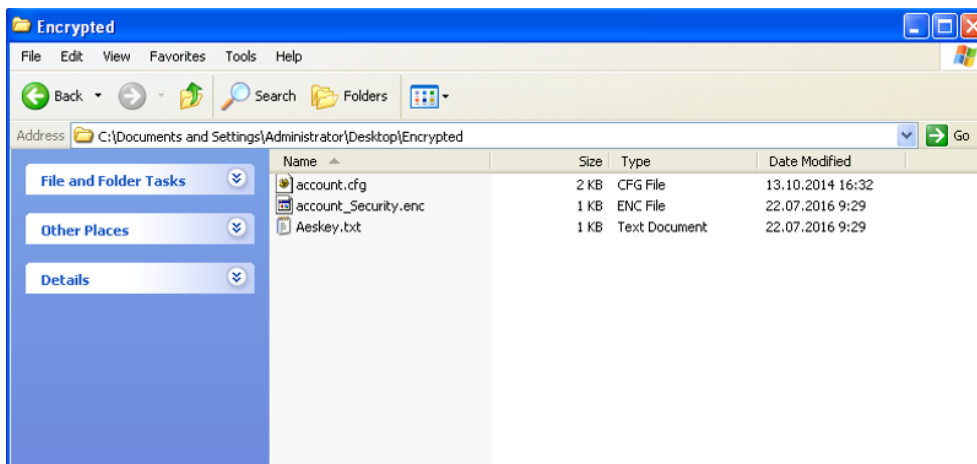 Encrypted
File Edit View Favorites Tools Help
Back Search Folders
Address C:\Documents and Settings\Administrator\Desktop\Encrypted Go
Name Size Type Date Modified
File and Folder Tasks
Other Places
Details
account.cfg 2 KB CFG File 13.10.2014 16:32
account_Security.enc 1 KB ENC File 22.07.2016 9:29
Aeskey.txt 1 KB Text Document 22.07.2016 9:29